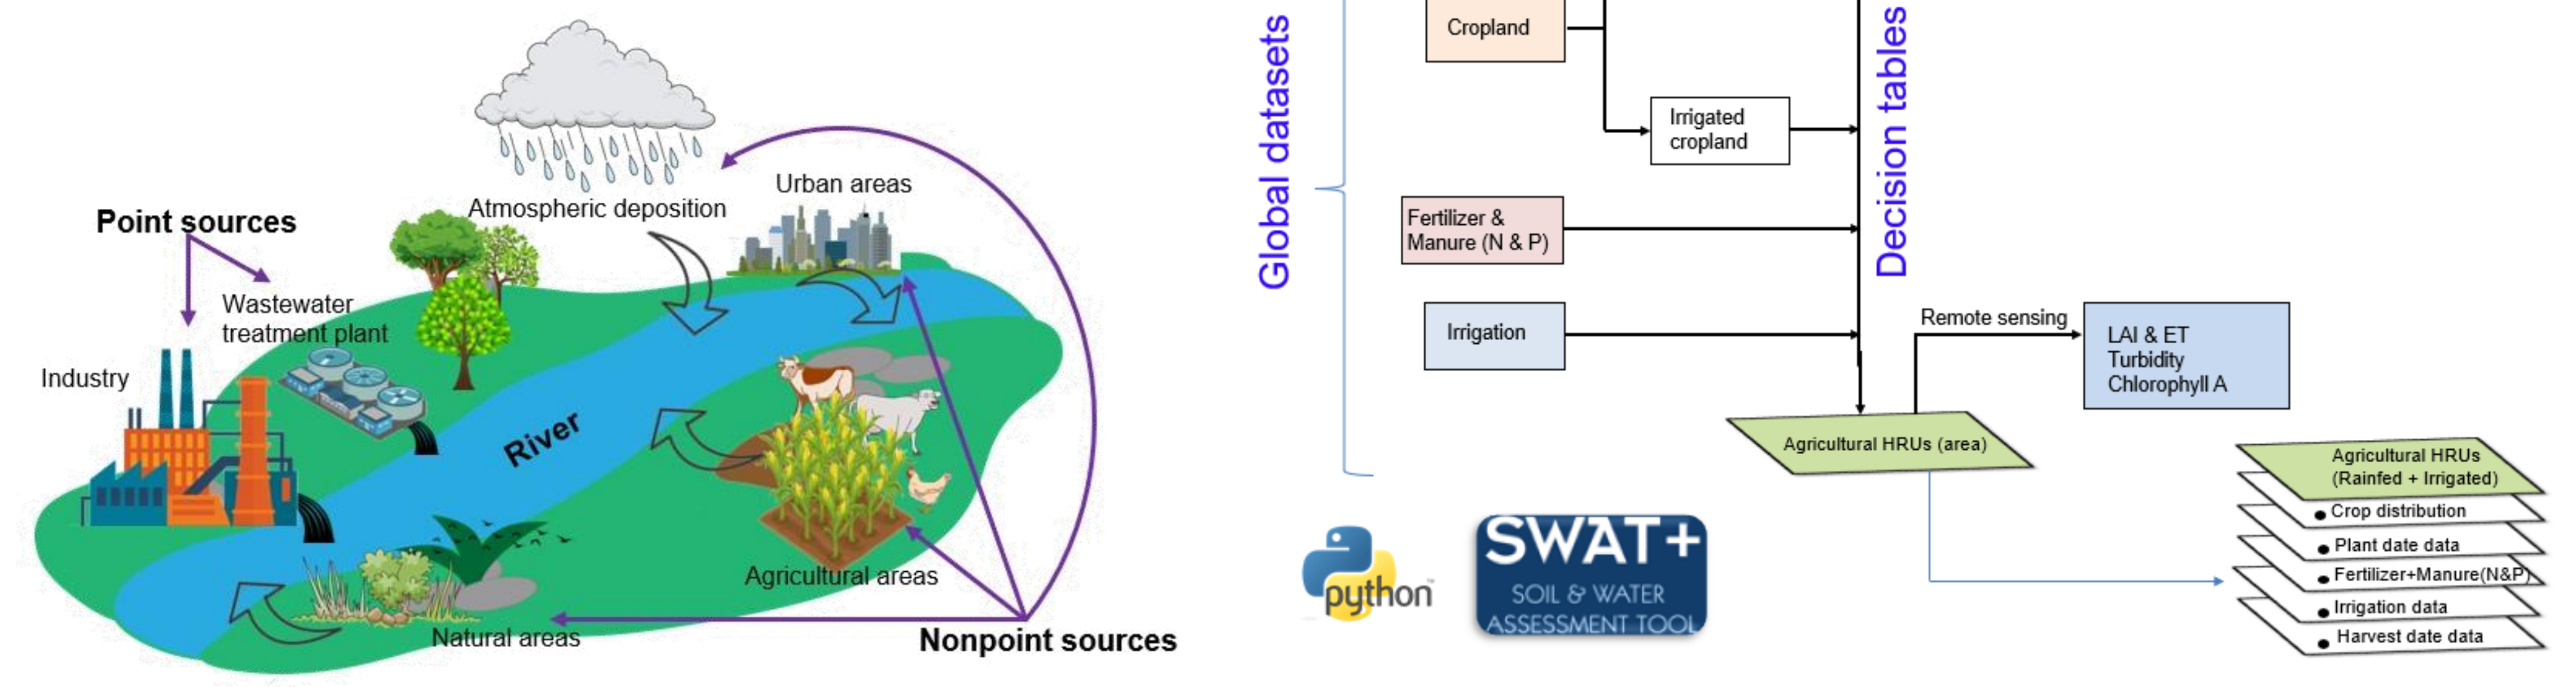 Point sources
Atmospheric deposition
Urban areas
Wastewater
treatment plant
Industry
River
Agricultural areas
Natural areas
Nonpoint sources
Global datasets
Cropland
Irrigated
cropland
Decision tables
Fertilizer &
Manure (N & P)
Irrigation
Remote sensing
LAI & ET
Turbidity
Chlorophyll A
Agricultural HRUs (area)
Agricultural HRUs
(Rainfed + Irrigated)
● Crop distribution
● Plant date data
● Fertilizer+Manure(N&P)
● Irrigation data
● Harvest date data
python™
SWAT+
SOIL & WATER
ASSESSMENT TOOL